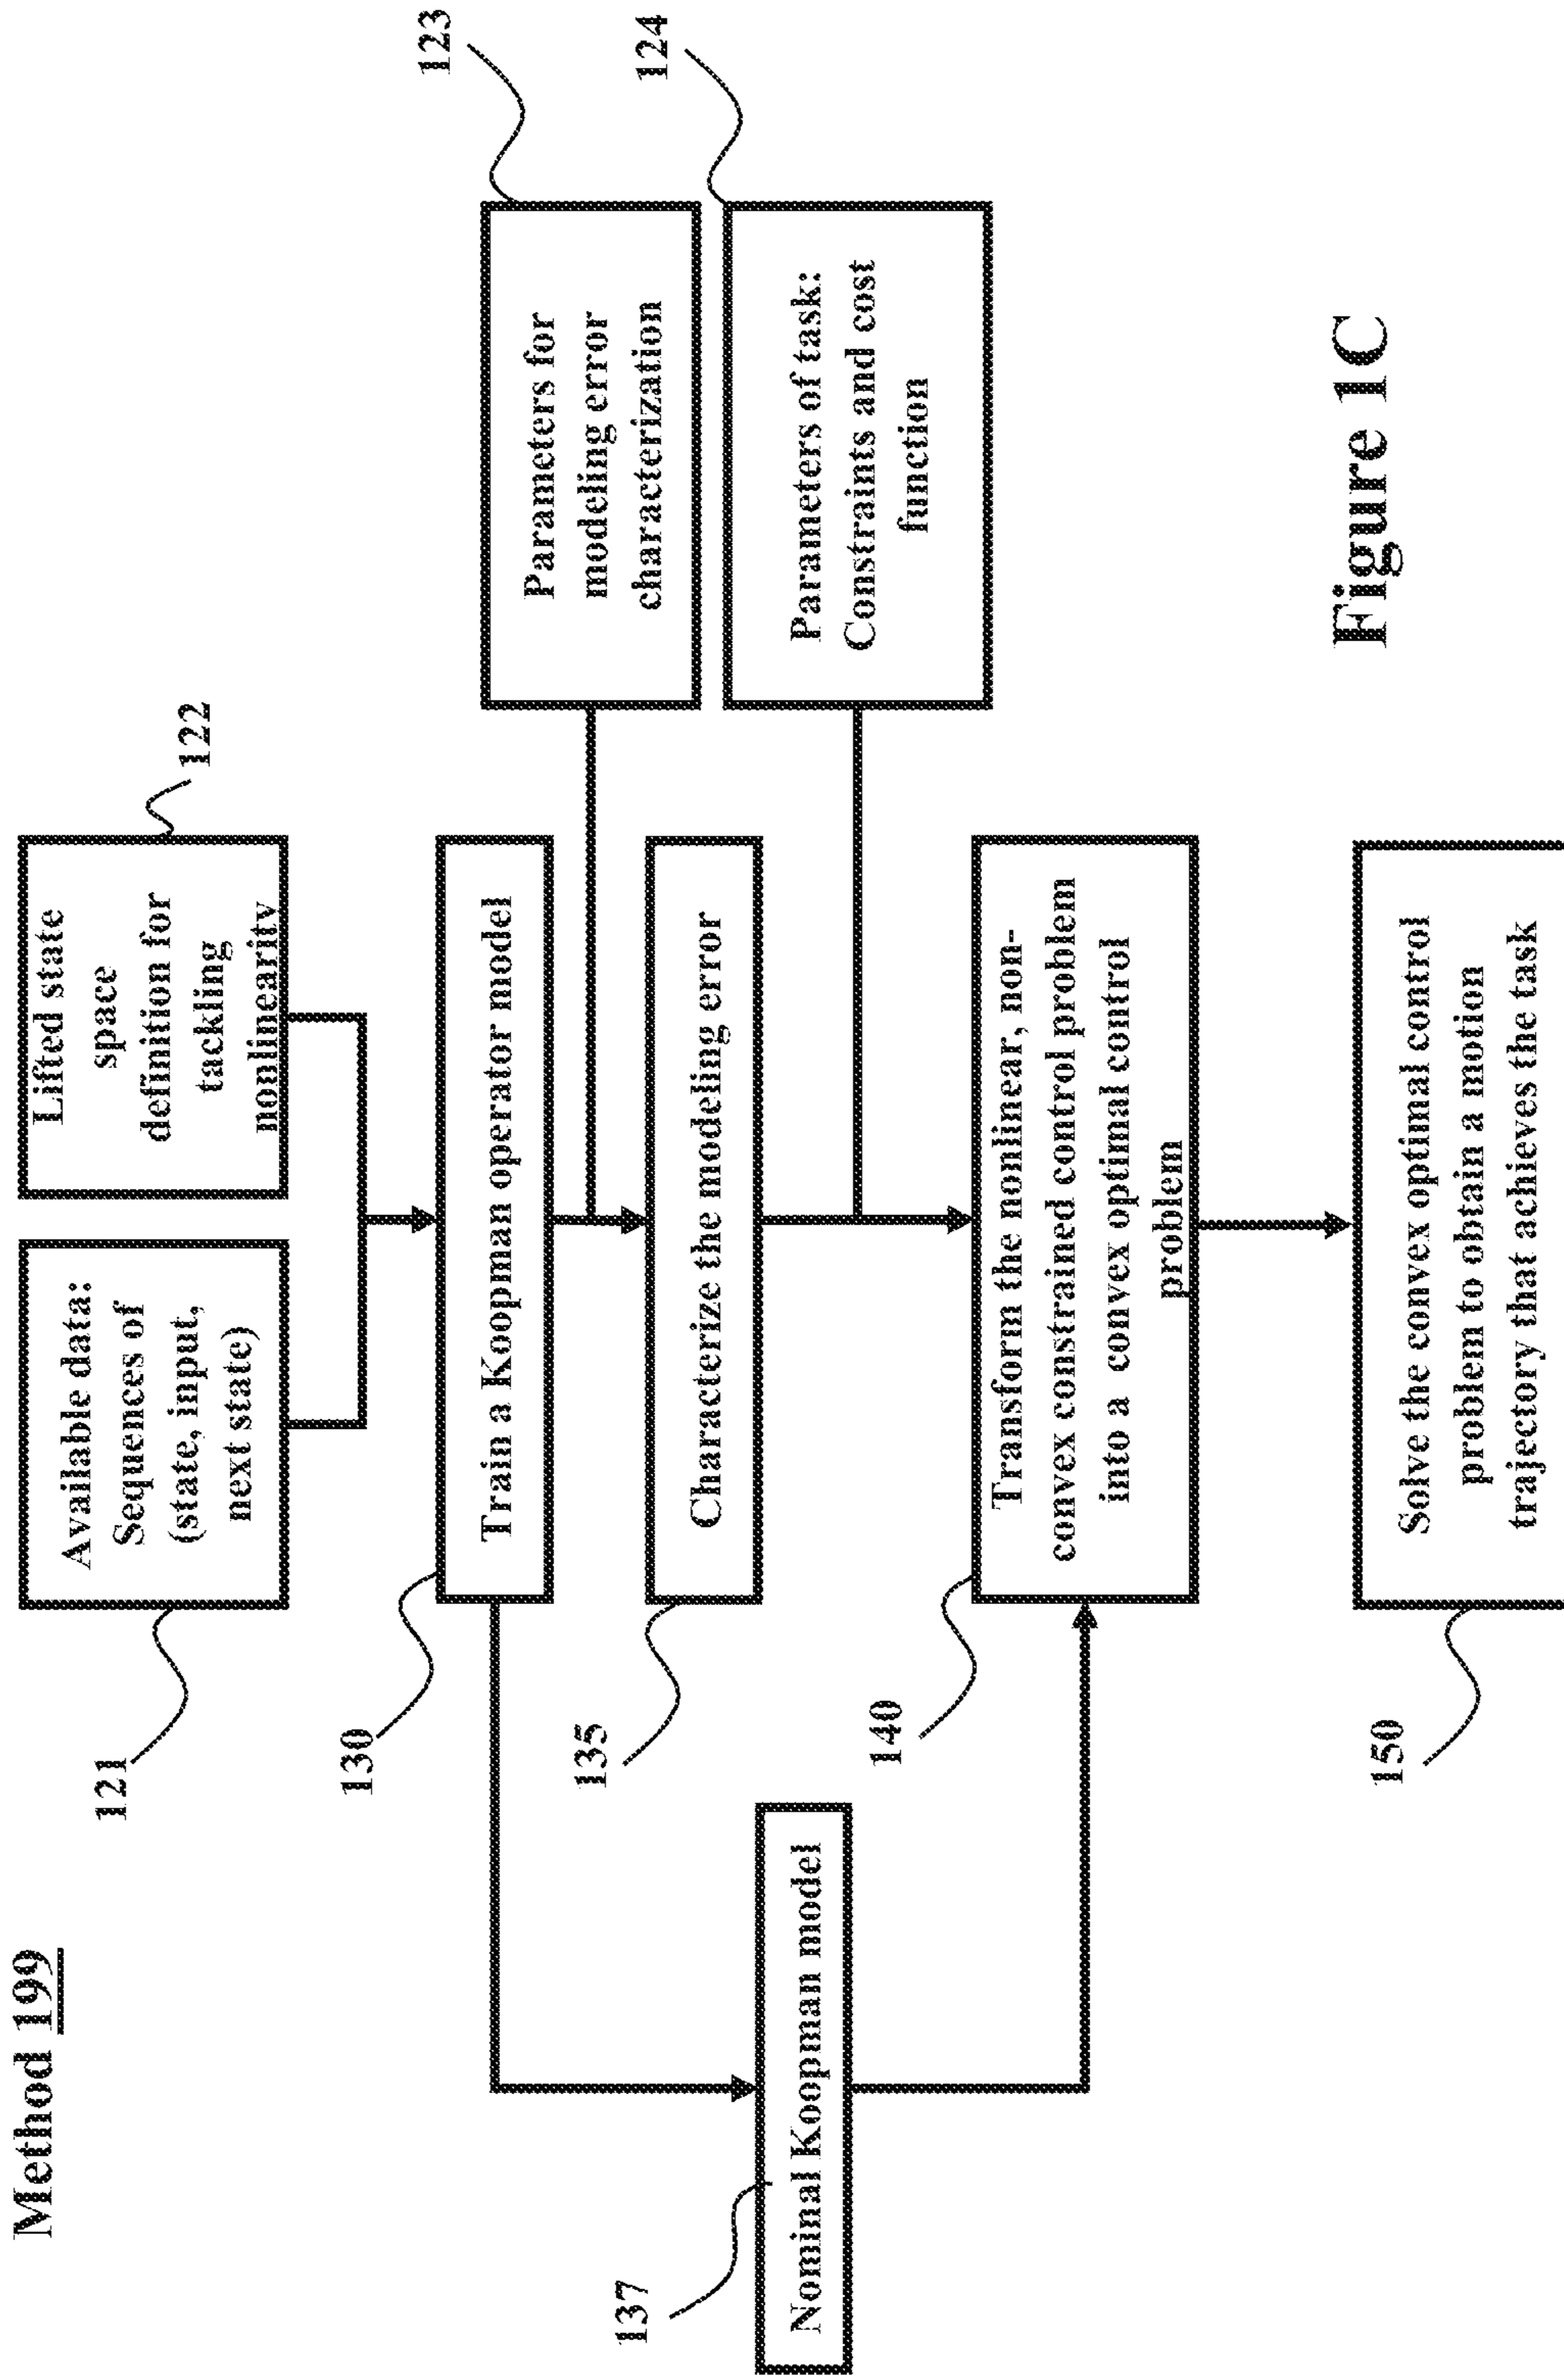 Method 199
121
Available data:
Sequences of
(state, input,
next state)
122
Lifted state
space
definition for
tackling
nonlinearity
130
Train a Koopman operator model
123
Parameters for
modeling error
characterization
135
Characterize the modeling error
124
Parameters of task:
Constraints and cost
function
137
Nominal Koopman model
140
Transform the nonlinear, non-
convex constrained control problem
into a convex optimal control
problem
150
Solve the convex optimal control
problem to obtain a motion
trajectory that achieves the task
Figure 1C